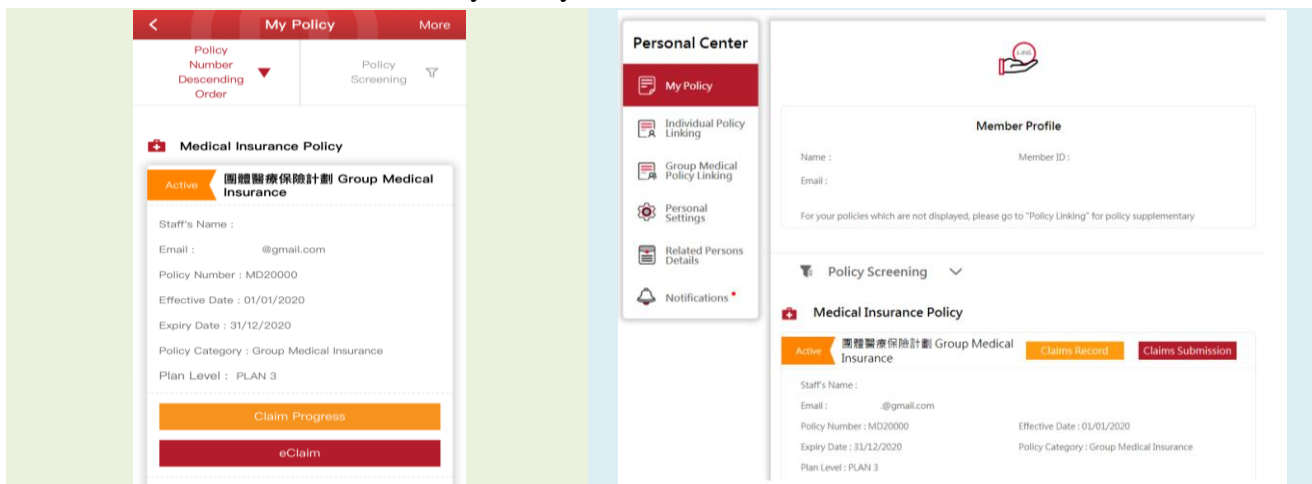 My Policy
More
Policy
Number
Descending
Order
Policy
Screening
Medical Insurance Policy
Active
團體醫療保險計劃 Group Medical
Insurance
Staff's Name :
Email : @gmail.com
Policy Number : MD20000
Effective Date : 01/01/2020
Expiry Date : 31/12/2020
Policy Category : Group Medical Insurance
Plan Level : PLAN 3
Claim Progress
eClaim
Personal Center
My Policy
Individual Policy
Linking
Group Medical
Policy Linking
Personal
Settings
Related Persons
Details
Notifications
Member Profile
Name :
Member ID :
Email :
For your policies which are not displayed, please go to "Policy Linking" for policy supplementary
Policy Screening
Medical Insurance Policy
Active
團體醫療保險計劃 Group Medical
Insurance
Claims Record
Claims Submission
Staff's Name :
Email : .@gmail.com
Policy Number : MD20000
Effective Date : 01/01/2020
Expiry Date : 31/12/2020
Policy Category : Group Medical Insurance
Plan Level : PLAN 3